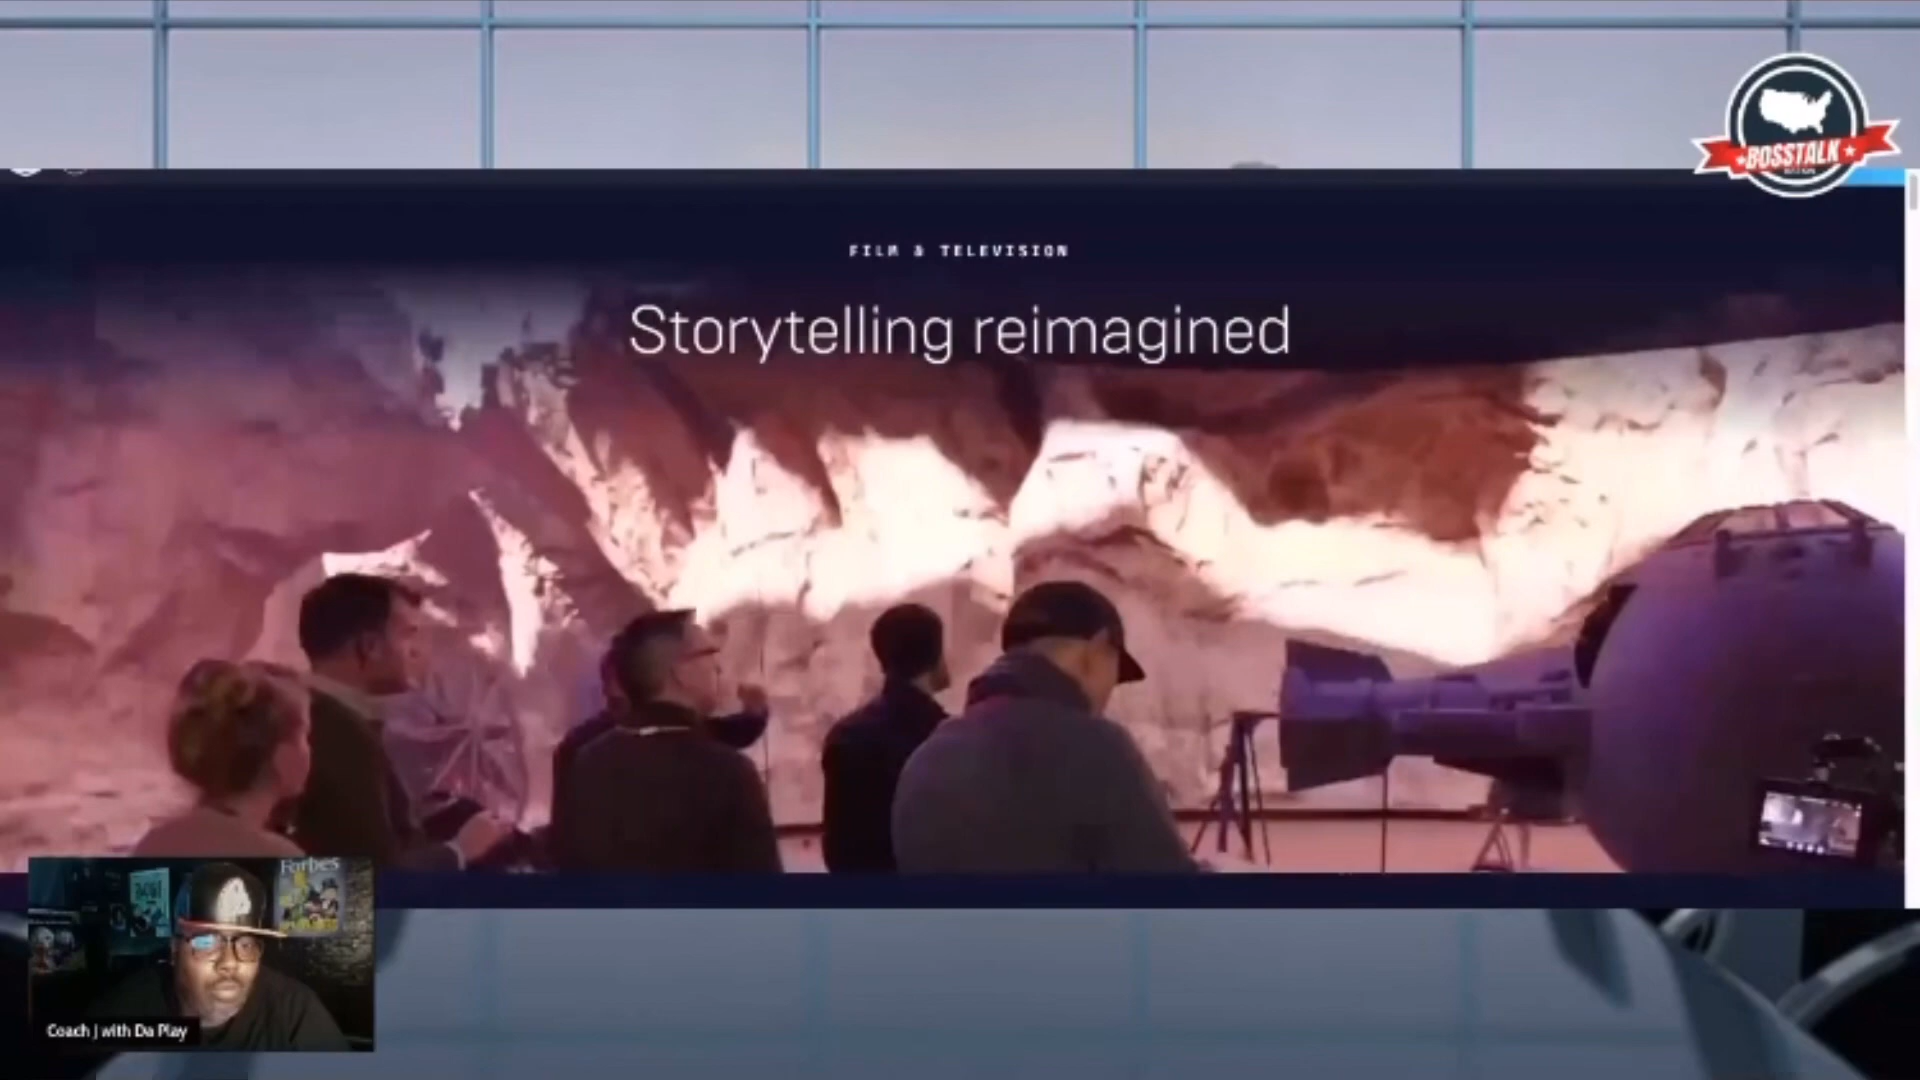 ★BOSSTALK★
FILM & TELEVISION
Storytelling reimagined
Forbes
Coach J with Da Play